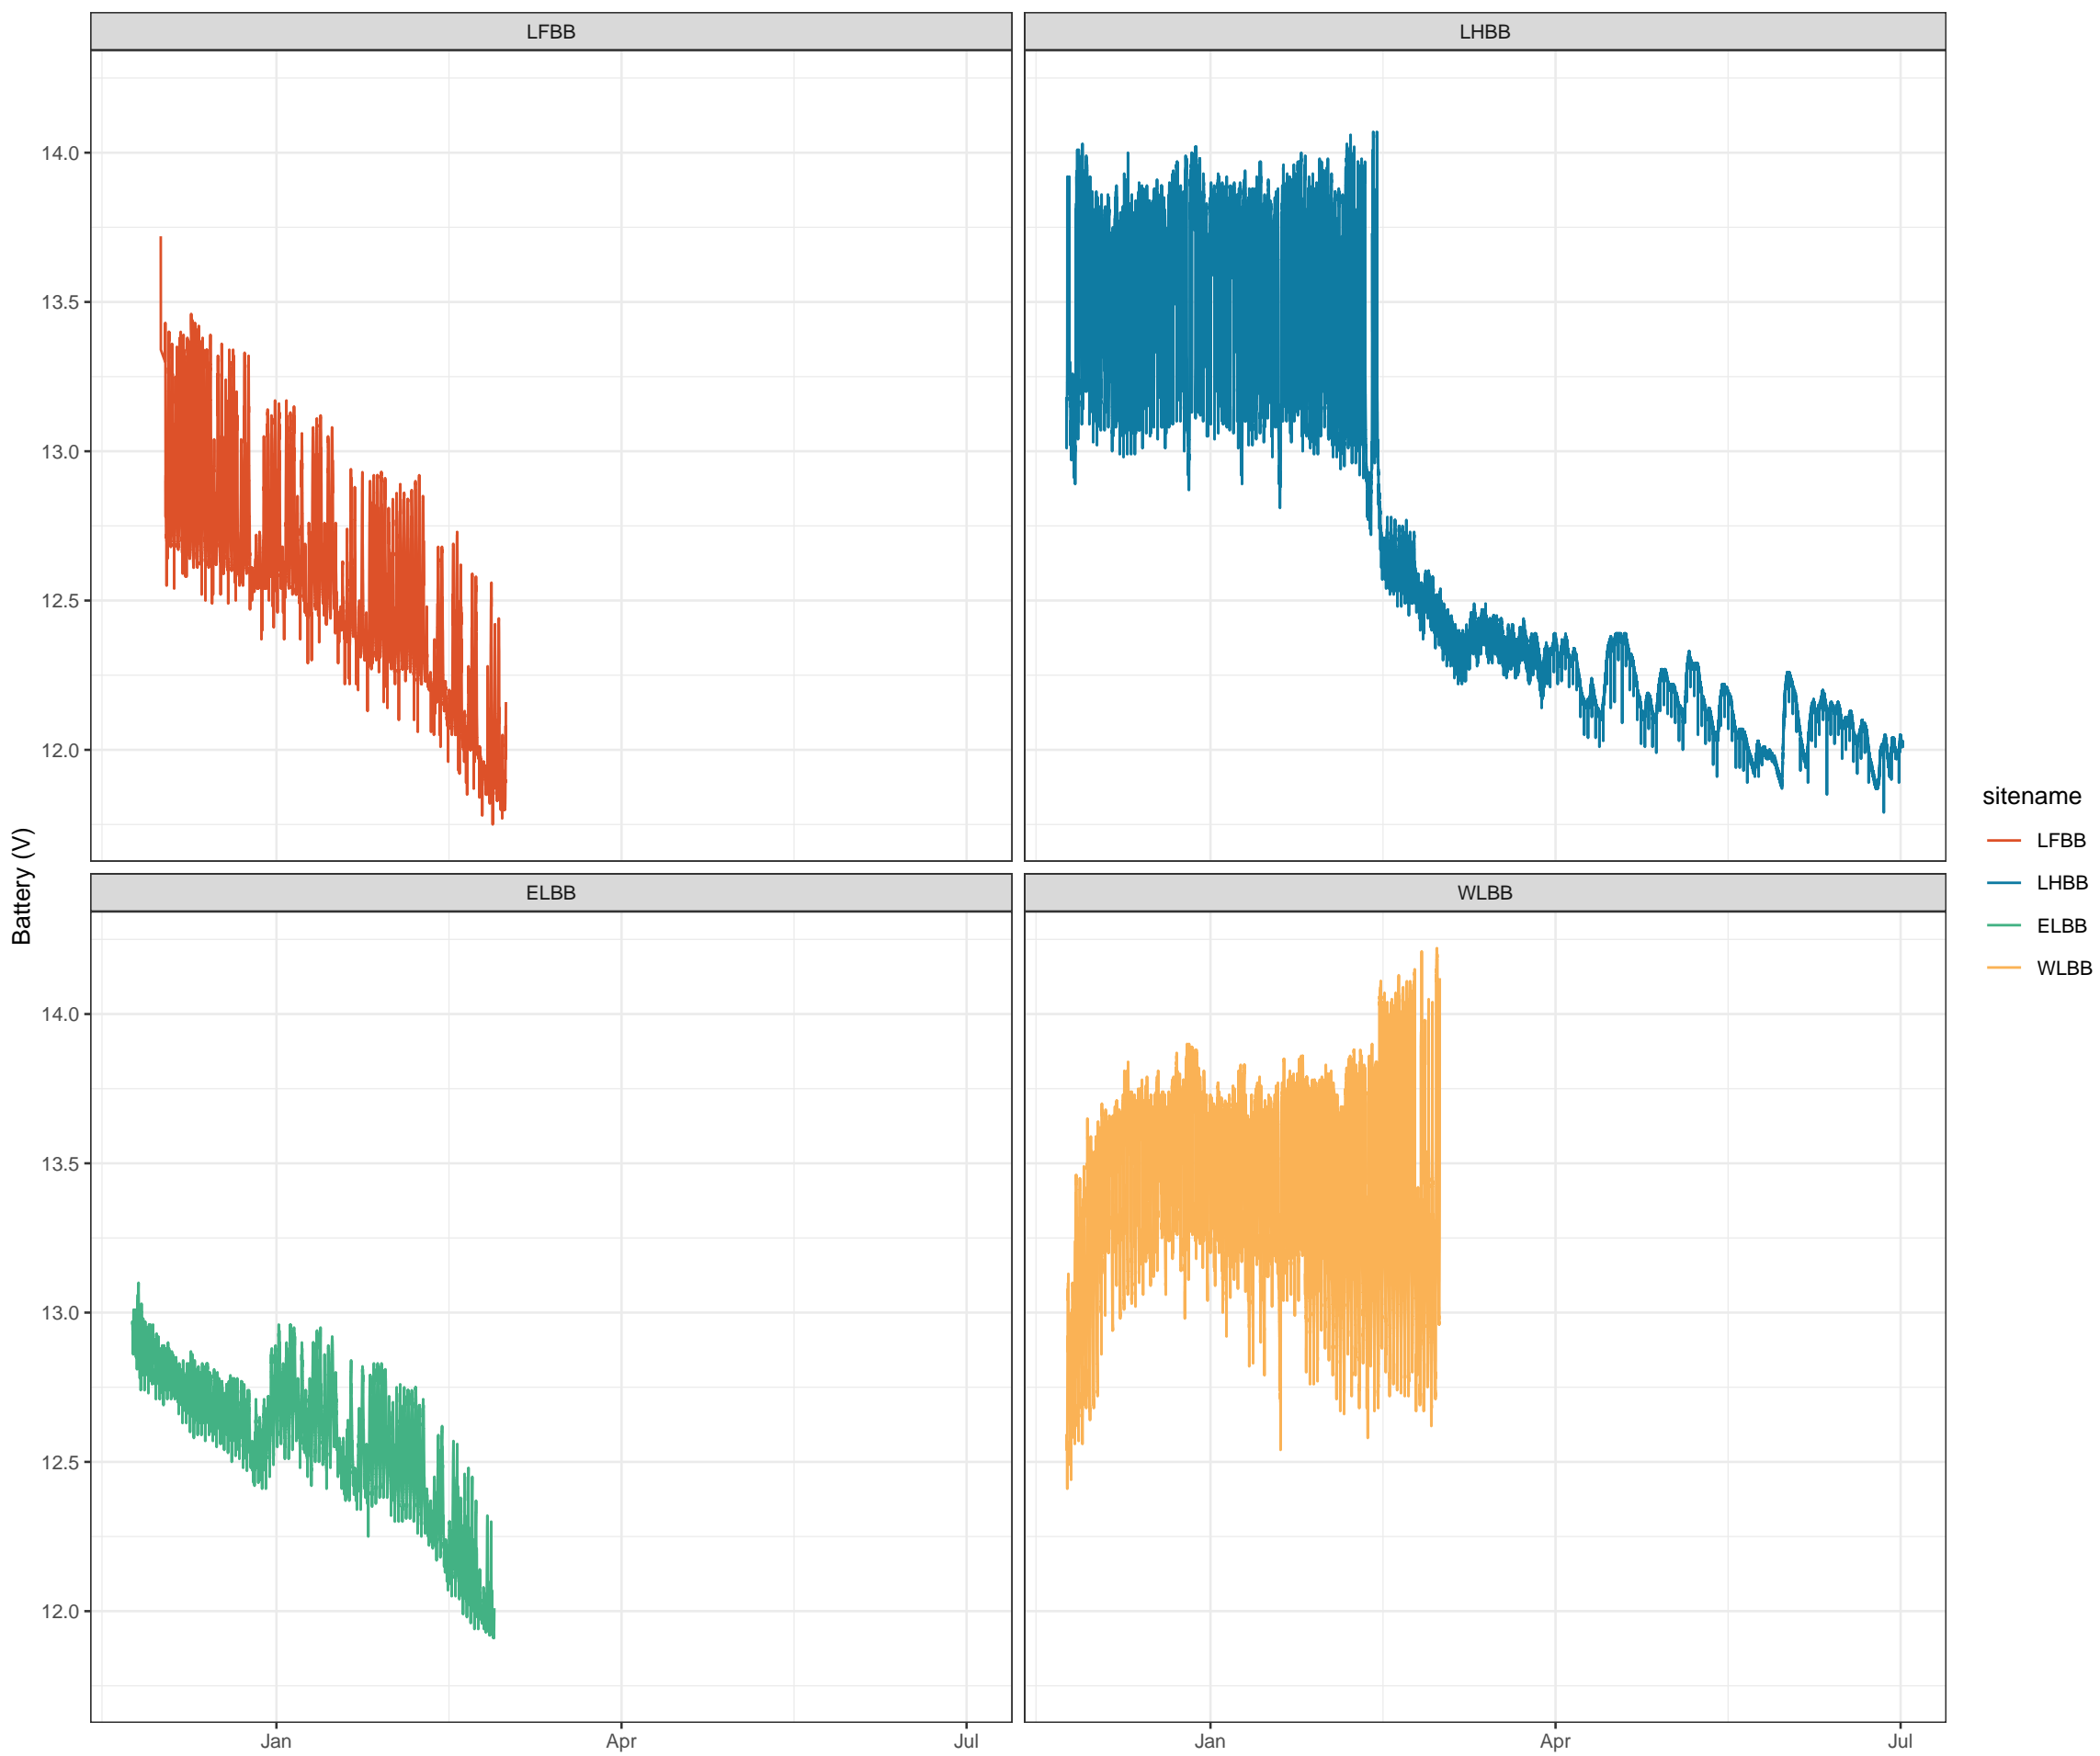 LFBB
LHBB
14.0
13.5
13.0
12.5
12.0
ELBB
WLBB
14.0
13.5
13.0
12.5
12.0
Jan
Apr
Jul
Jan
Apr
Jul
Battery (V)
sitename
LFBB
LHBB
ELBB
WLBB